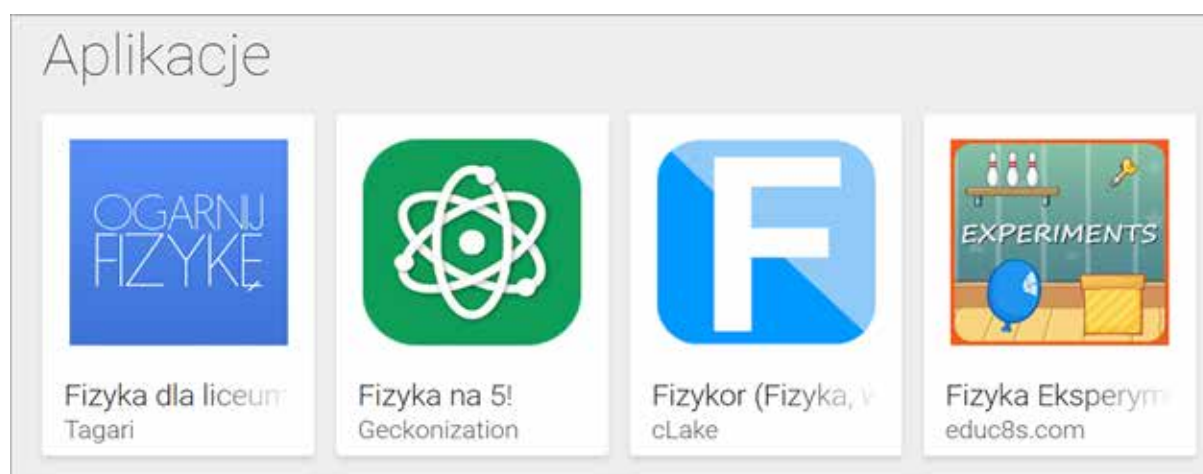 Aplikacje
OGARNIJ
FIZYKĘ
Fizyka dla liceum
Tagari
Fizyka na 5!
Geckonization
F
Fizykor (Fizyka, w
cLake
EXPERIMENTS
Fizyka Eksperym
educ8s.com